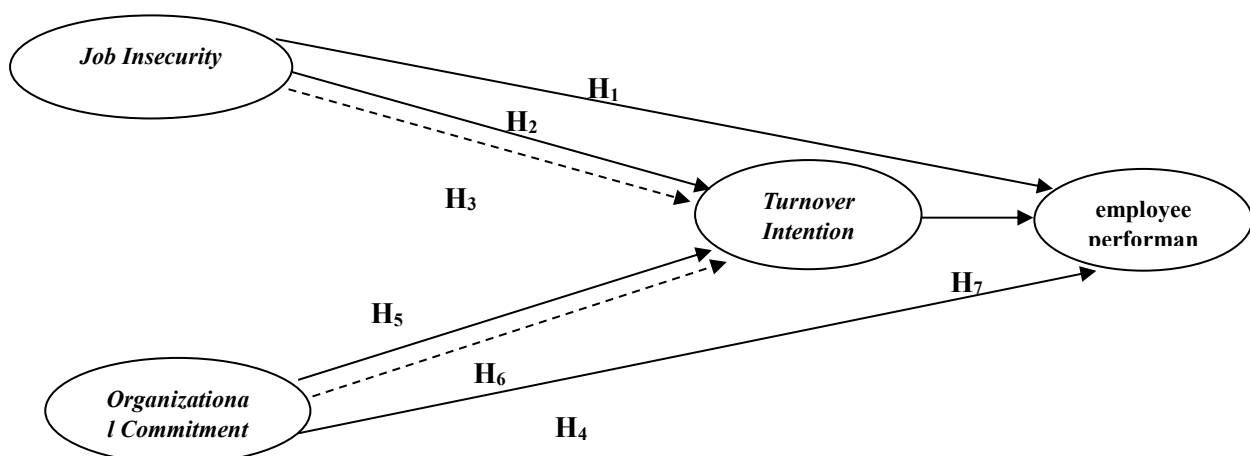 Job Insecurity
H1
H2
H3
Turnover
Intention
employee
performan
H7
H5
H6
Organizationa
l Commitment
H4